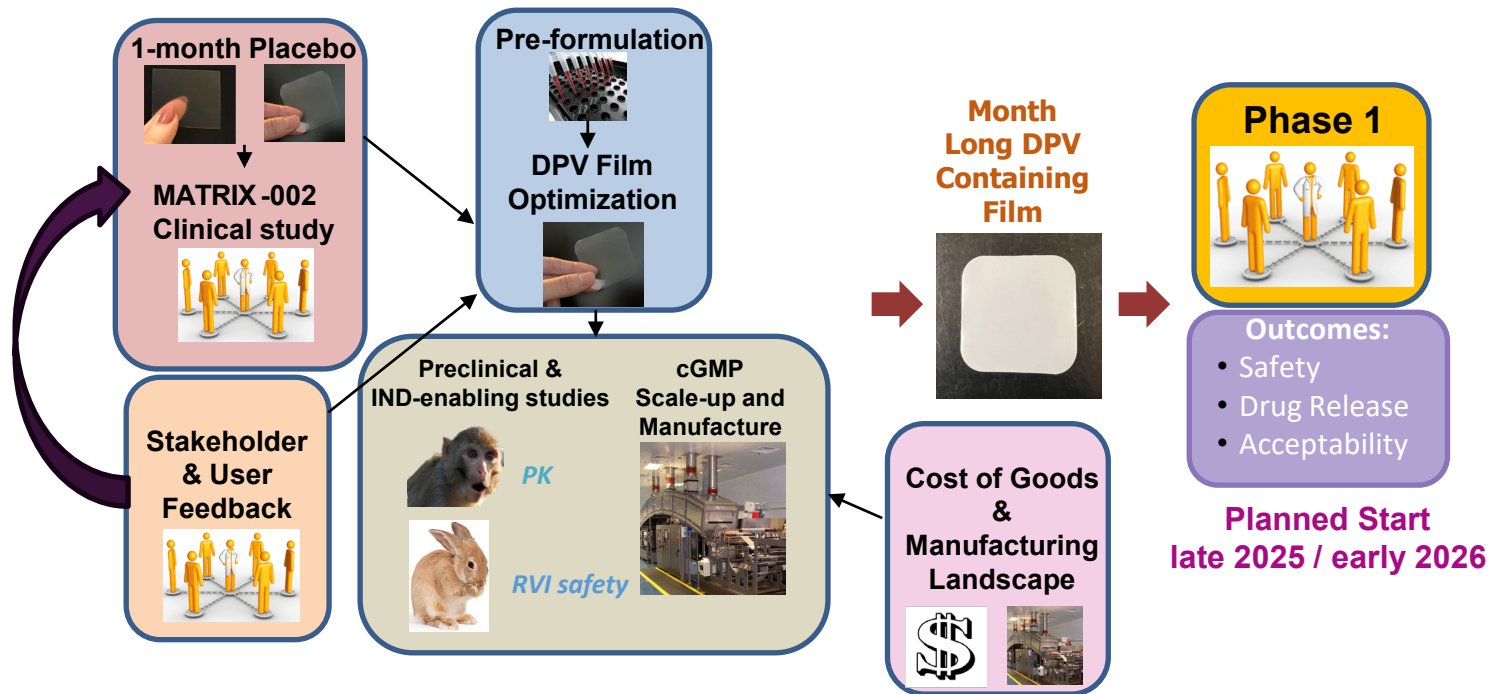 1-month Placebo
MATRIX -002
Clinical study
Stakeholder
& User
Feedback
Pre-formulation
DPV Film
Optimization
Preclinical &
IND-enabling studies
PK
RVI safety
cGMP
Scale-up and
Manufacture
Cost of Goods
&
Manufacturing
Landscape
$
Month
Long DPV
Containing
Film
Phase 1
Outcomes:
• Safety
• Drug Release
• Acceptability
Planned Start
late 2025 / early 2026